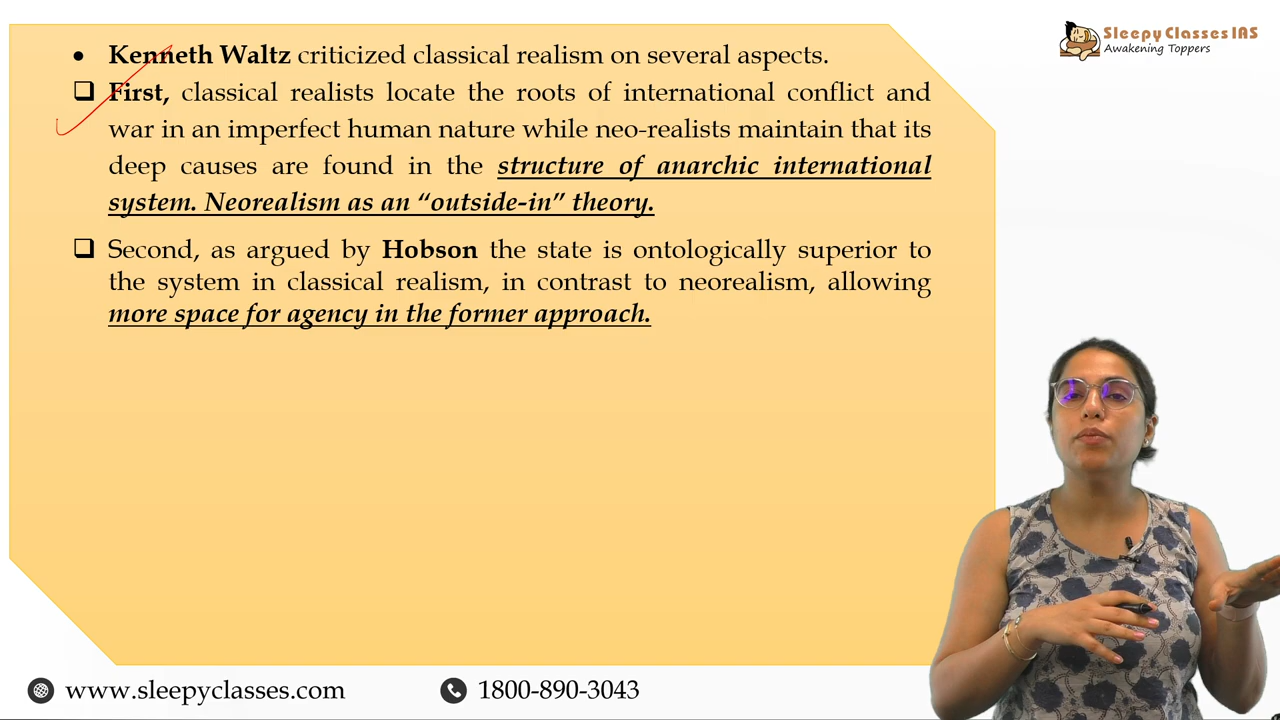 Sleepy Classes IAS
Awakening Toppers
• Kenneth Waltz criticized classical realism on several aspects.
❑ First, classical realists locate the roots of international conflict and
war in an imperfect human nature while neo-realists maintain that its
deep causes are found in the structure of anarchic international
system. Neorealism as an “outside-in” theory.
❑ Second, as argued by Hobson the state is ontologically superior to
the system in classical realism, in contrast to neorealism, allowing
more space for agency in the former approach.
www.sleepyclasses.com
1800-890-3043